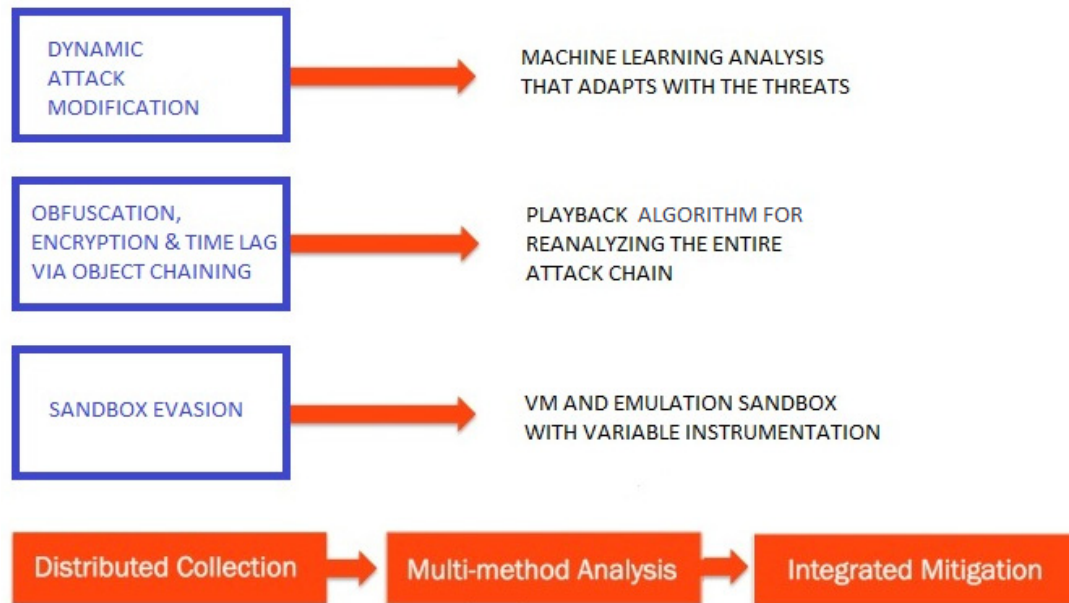 DYNAMIC
ATTACK
MODIFICATION
MACHINE LEARNING ANALYSIS
THAT ADAPTS WITH THE THREATS
OBFUSCATION,
ENCRYPTION & TIME LAG
VIA OBJECT CHAINING
PLAYBACK ALGORITHM FOR
REANALYZING THE ENTIRE
ATTACK CHAIN
SANDBOX EVASION
VM AND EMULATION SANDBOX
WITH VARIABLE INSTRUMENTATION
Distributed Collection
Multi-method Analysis
Integrated Mitigation